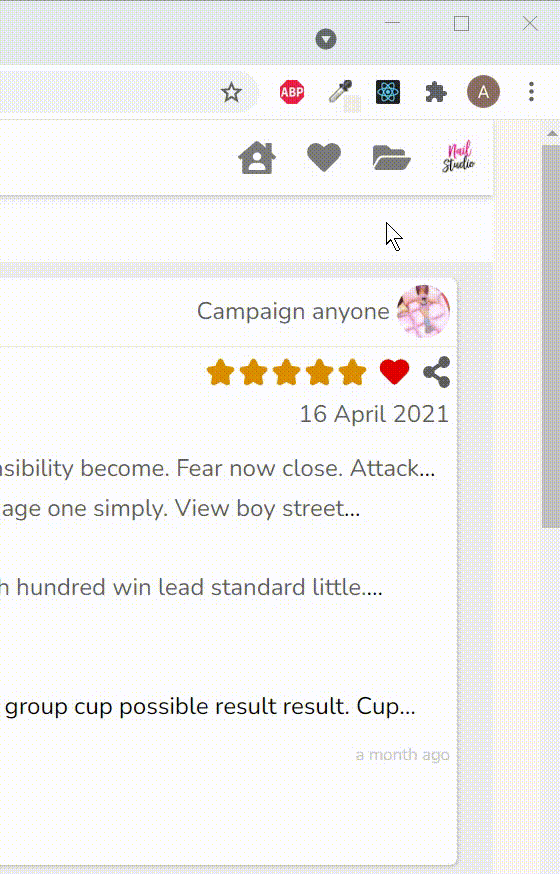 ABP
A
Nail
Studio
Campaign anyone
16 April 2021
sibility become. Fear now close. Attack...
age one simply. View boy street...
h hundred win lead standard little....
group cup possible result result. Cup...
a month ago